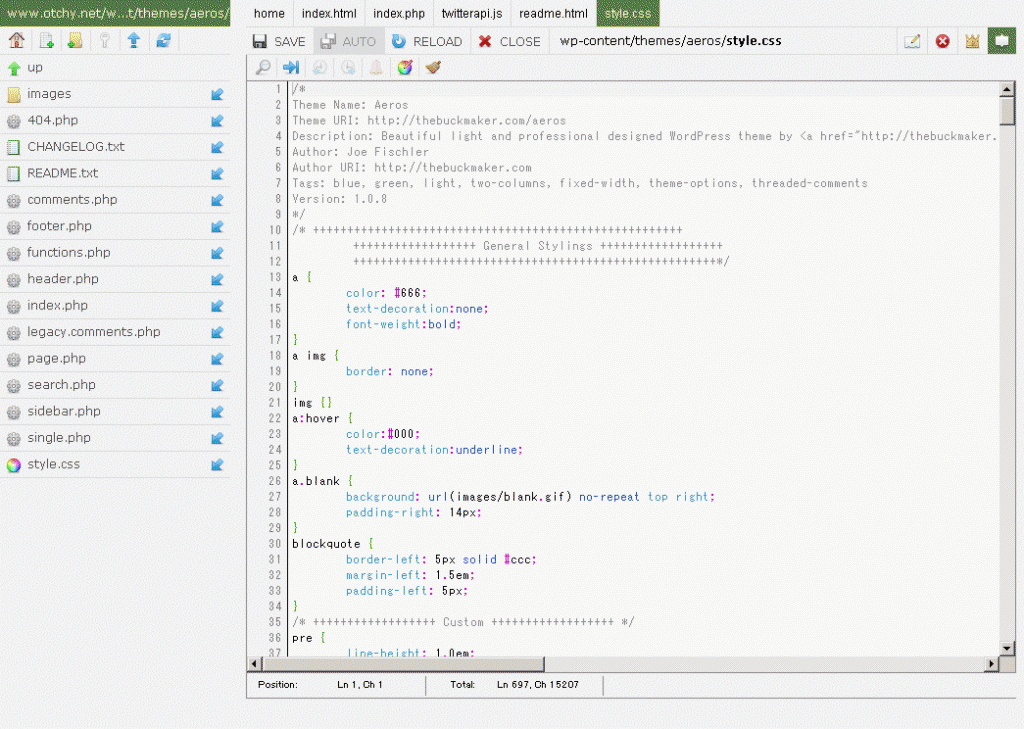 www.otchy.net/w...t/themes/aeros/
home index.html index.php twitterapi.js readme.html style.css
SAVE AUTO RELOAD CLOSE wp-content/themes/aeros/style.css
up
images
404.php
CHANGELOG.txt
README.txt
comments.php
footer.php
functions.php
header.php
index.php
legacy.comments.php
page.php
search.php
sidebar.php
single.php
style.css
1 /*
2 Theme Name: Aeros
3 Theme URI: http://thebuckmaker.com/aeros
4 Description: Beautiful light and professional designed WordPress theme by <a href="http://thebuckmaker.
5 Author: Joe Fischler
6 Author URI: http://thebuckmaker.com
7 Tags: blue, green, light, two-columns, fixed-width, theme-options, threaded-comments
8 Version: 1.0.8
9 */
10 /* ++++++++++++++++++++++++++++++++++++++++++++++++++++++
11 ++++++++++++++++++ General Stylings ++++++++++++++++++
12 +++++++++++++++++++++++++++++++++++++++++++++++++++++*/
13 a {
14 color: #666;
15 text-decoration:none;
16 font-weight:bold;
17 }
18 a img {
19 border: none;
20 }
21 img {}
22 a:hover {
23 color:#000;
24 text-decoration:underline;
25 }
26 a.blank {
27 background: url(images/blank.gif) no-repeat top right;
28 padding-right: 14px;
29 }
30 blockquote {
31 border-left: 5px solid #ccc;
32 margin-left: 1.5em;
33 padding-left: 5px;
34 }
35 /* ++++++++++++++++++ Custom ++++++++++++++++++ */
36 pre {
37 line-height: 1.0em;
Position: Ln 1, Ch 1 Total: Ln 697, Ch 15207